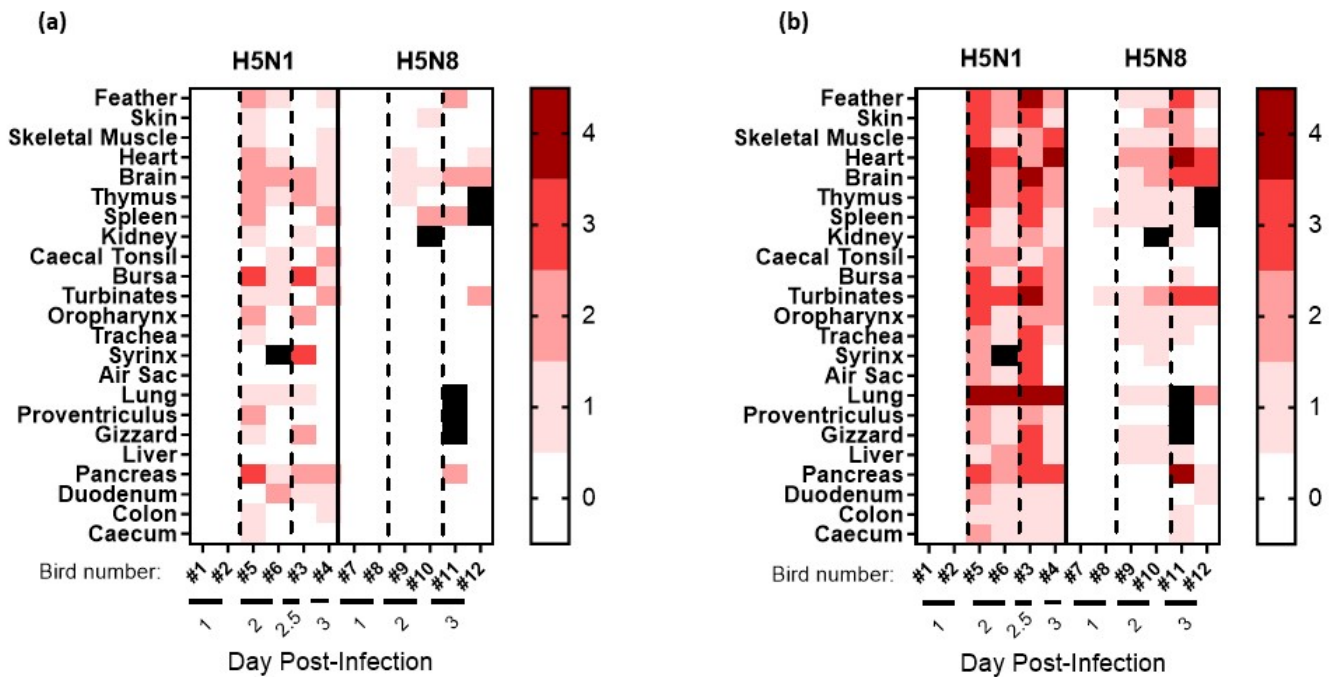 (a)
H5N1 H5N8
Feather
Skin
Skeletal Muscle
Heart
Brain
Thymus
Spleen
Kidney
Caecal Tonsil
Bursa
Turbinates
Oropharynx
Trachea
Syrinx
Air Sac
Lung
Proventriculus
Gizzard
Liver
Pancreas
Duodenum
Colon
Caecum
4
3
2
1
0
Bird number: #1 #2 #5 #6 #3 #4 #7 #8 #9 #10 #11 #12
1 2 2.5 3 1 2 3
Day Post-Infection
(b)
H5N1 H5N8
Feather
Skin
Skeletal Muscle
Heart
Brain
Thymus
Spleen
Kidney
Caecal Tonsil
Bursa
Turbinates
Oropharynx
Trachea
Syrinx
Air Sac
Lung
Proventriculus
Gizzard
Liver
Pancreas
Duodenum
Colon
Caecum
4
3
2
1
0
Bird number: #1 #2 #5 #6 #3 #4 #7 #8 #9 #10 #11 #12
1 2 2.5 3 1 2 3
Day Post-Infection